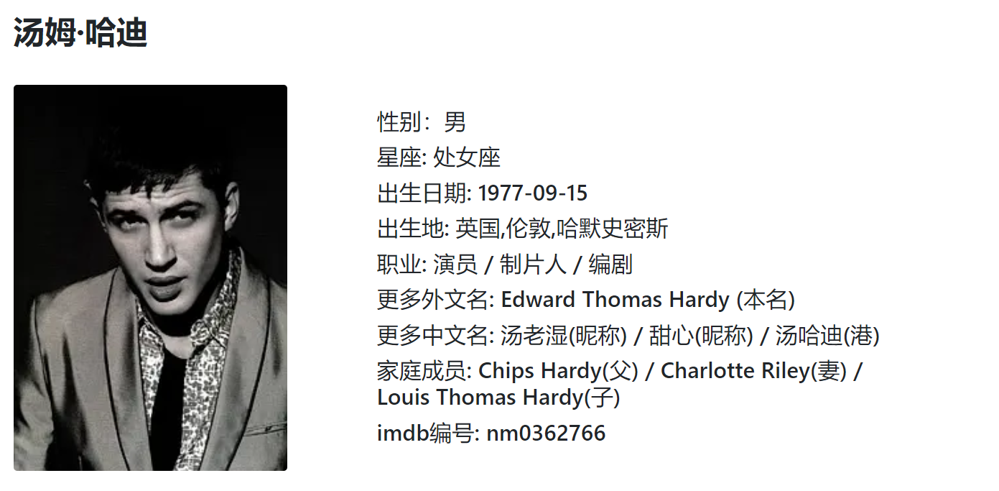 汤姆·哈迪
性别：男
星座: 处女座
出生日期: 1977-09-15
出生地: 英国,伦敦,哈默史密斯
职业: 演员 / 制片人 / 编剧
更多外文名: Edward Thomas Hardy (本名)
更多中文名: 汤老湿(昵称) / 甜心(昵称) / 汤哈迪(港)
家庭成员: Chips Hardy(父) / Charlotte Riley(妻) /
Louis Thomas Hardy(子)
imdb编号: nm0362766